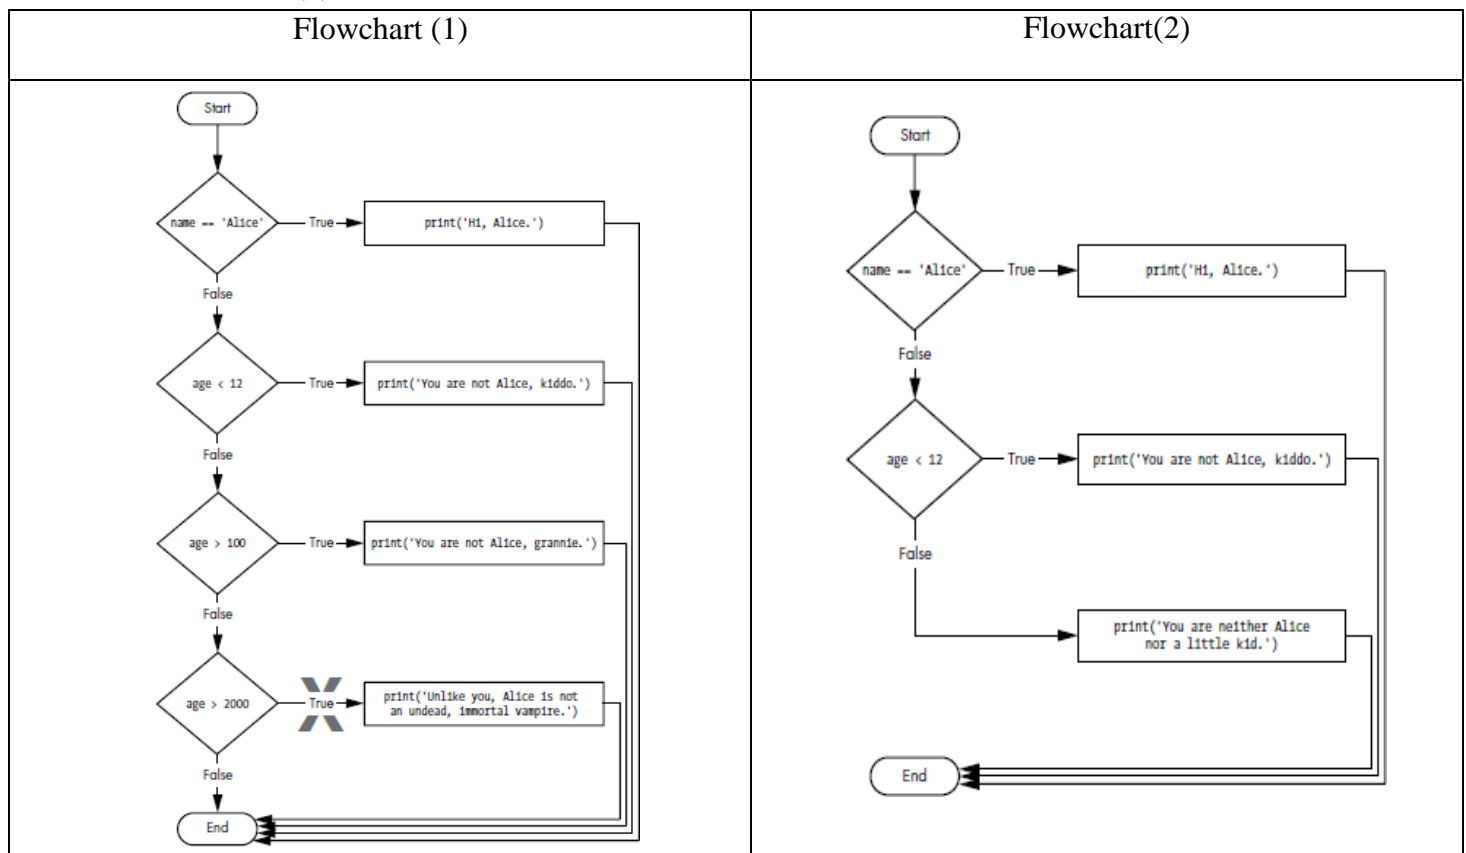 Flowchart (1)
Flowchart(2)
Start
name == 'Alice'
True
print('Hi, Alice.')
False
age < 12
True
print('You are not Alice, kiddo.')
False
age > 100
True
print('You are not Alice, grannie.')
False
age > 2000
True
print('Unlike you, Alice is not
an undead, immortal vampire.')
False
End
Start
name == 'Alice'
True
print('Hi, Alice.')
False
age < 12
True
print('You are not Alice, kiddo.')
False
print('You are neither Alice
nor a little kid.')
End